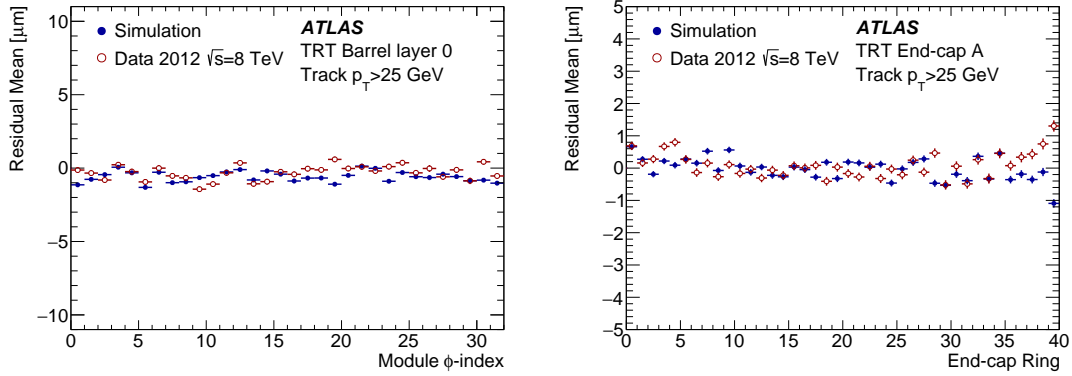 Residual Mean [μm]
10
5
0
−5
−10
Simulation
Data 2012 √s=8 TeV
ATLAS
TRT Barrel layer 0
Track p_T>25 GeV
0 5 10 15 20 25 30
Module ϕ-index
Residual Mean [μm]
5
4
3
2
1
0
−1
−2
−3
−4
−5
Simulation
Data 2012 √s=8 TeV
ATLAS
TRT End-cap A
Track p_T>25 GeV
0 5 10 15 20 25 30 35 40
End-cap Ring